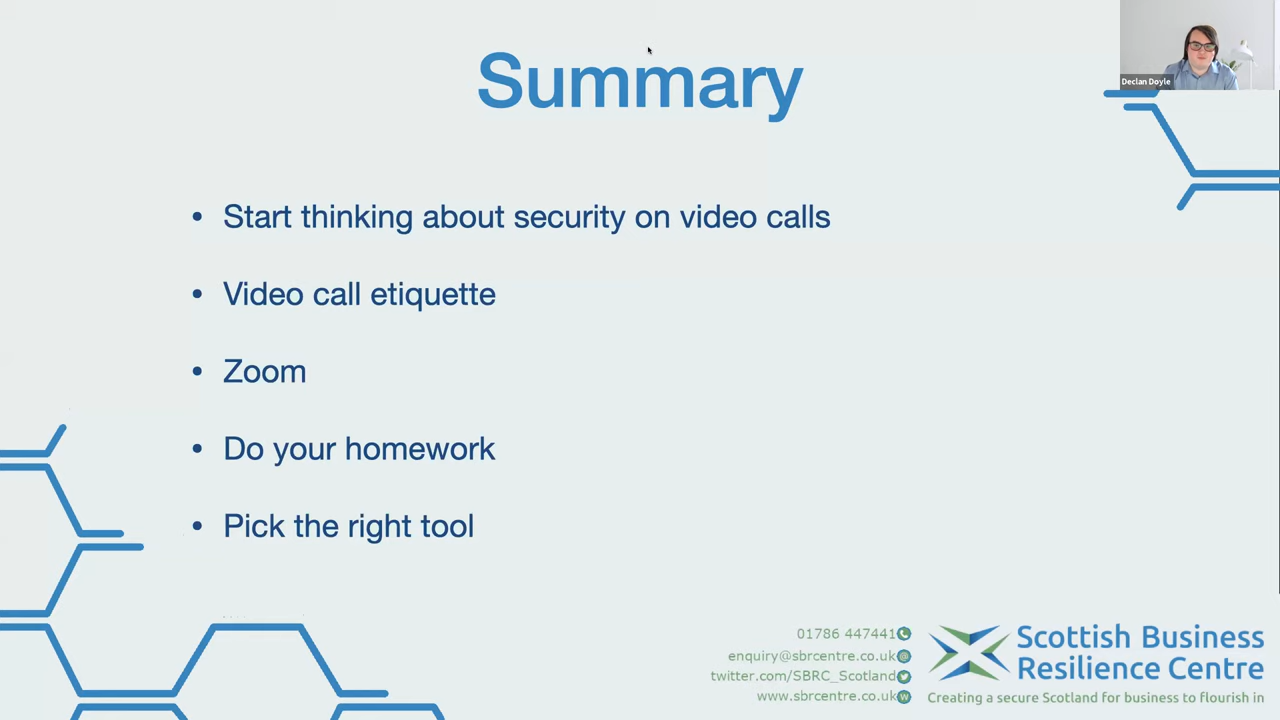 Summary
Declan Doyle
• Start thinking about security on video calls
• Video call etiquette
• Zoom
• Do your homework
• Pick the right tool
01786 447441
enquiry@sbrcentre.co.uk
twitter.com/SBRC_Scotland
www.sbrcentre.co.uk
Scottish Business
Resilience Centre
Creating a secure Scotland for business to flourish in